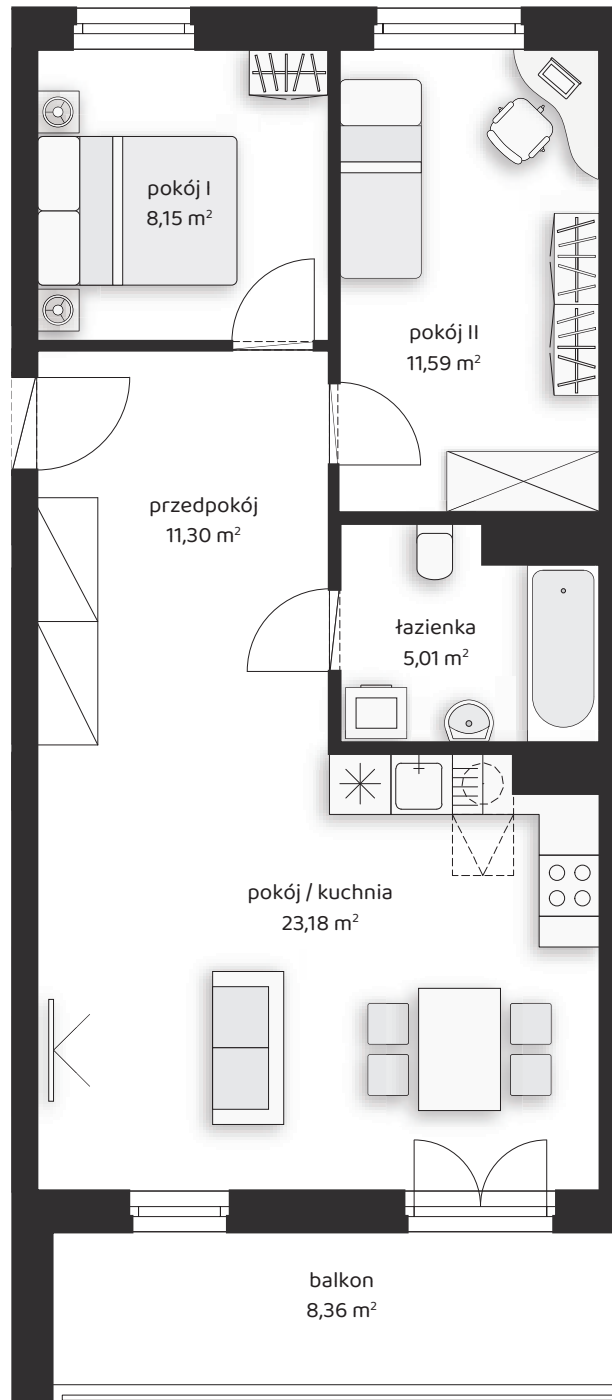 pokój I
8,15 m²
pokój II
11,59 m²
przedpokój
11,30 m²
łazienka
5,01 m²
pokój / kuchnia
23,18 m²
balkon
8,36 m²